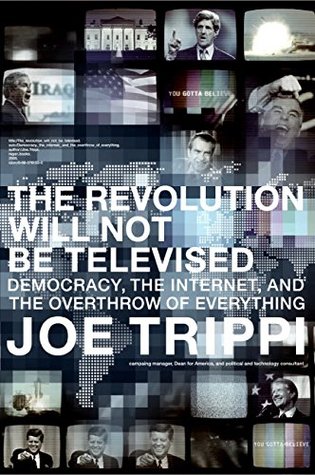 YOU GOTTA BELIEVE
IRAQ
THE REVOLUTION
WILL NOT
BE TELEVISED
DEMOCRACY, THE INTERNET, AND
THE OVERTHROW OF EVERYTHING
JOE TRIPPI
campaing manager, Dean for America, and political and technology consultant
YOU GOTTA BELIEVE